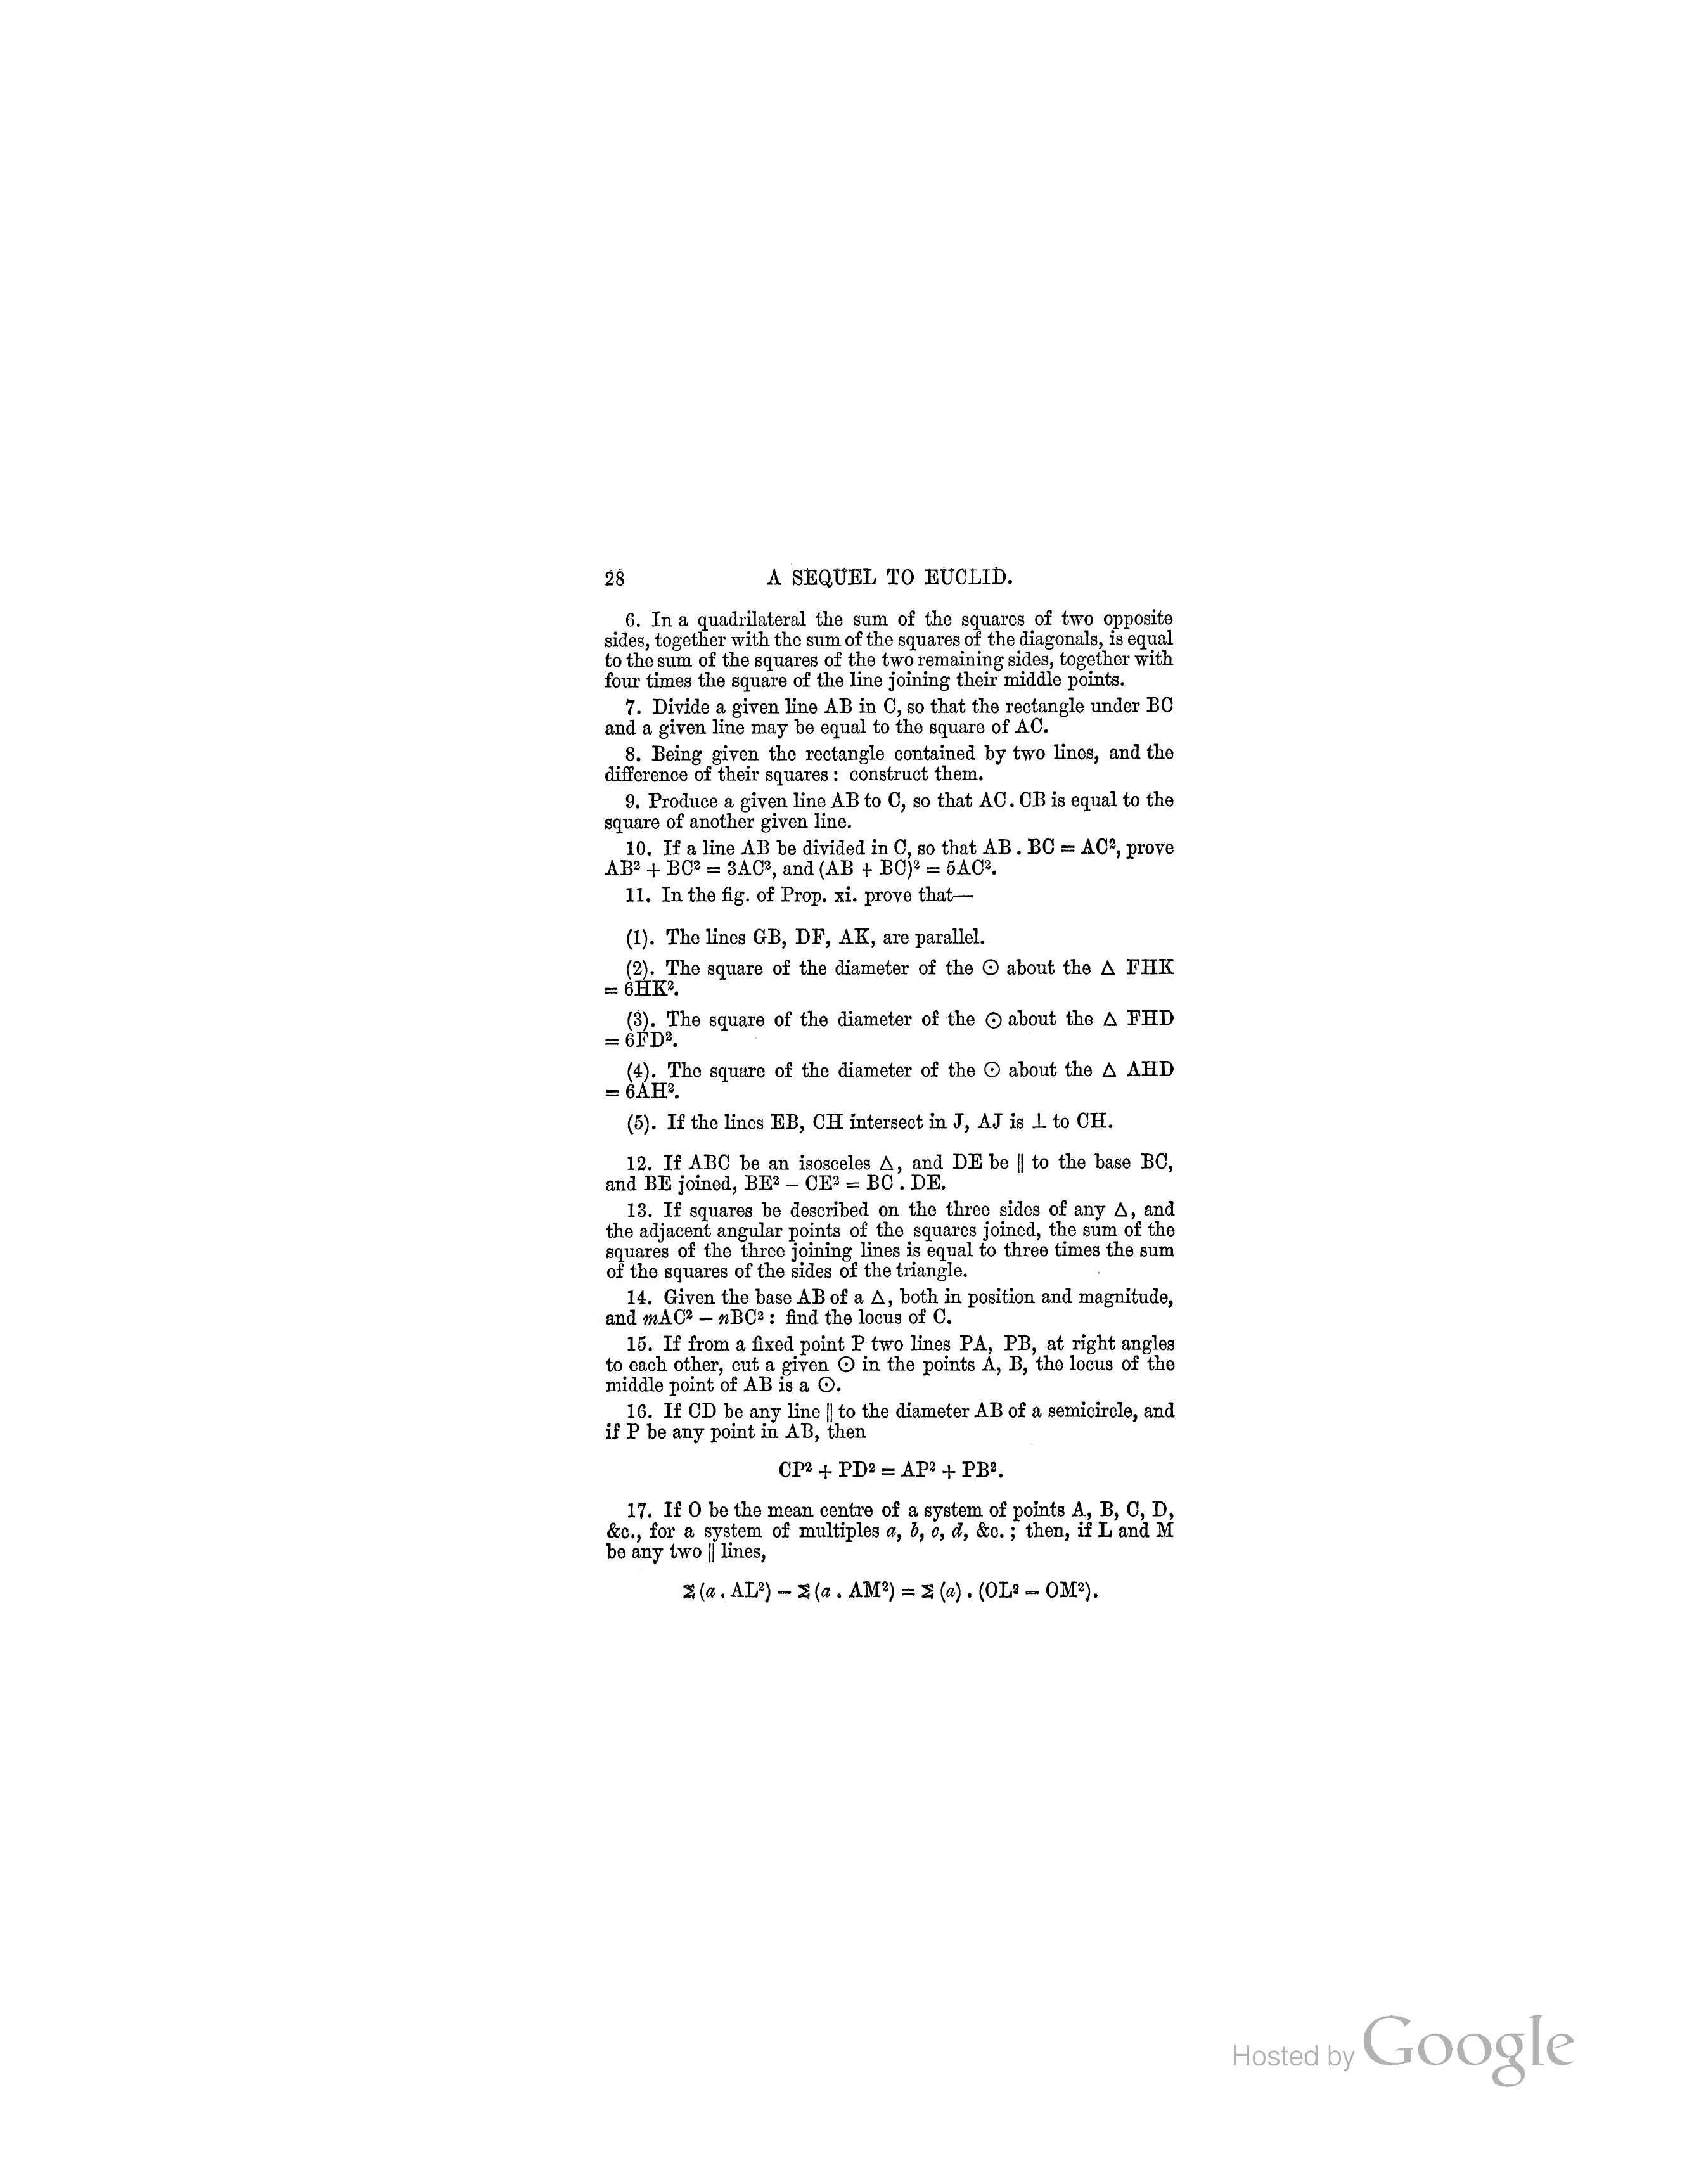 28 A SEQUEL TO EUCLID.
6. In a quadrilateral the sum of the squares of two opposite
sides, together with the sum of the squares of the diagonals, is equal
to the sum of the squares of the two remaining sides, together with
four times the square of the line joining their middle points.
7. Divide a given line AB in C, so that the rectangle under BC
and a given line may be equal to the square of AC.
8. Being given the rectangle contained by two lines, and the
difference of their squares : construct them.
9. Produce a given line AB to C, so that AC . CB is equal to the
square of another given line.
10. If a line AB be divided in C, so that AB . BC = AC², prove
AB² + BC² = 3AC², and (AB + BC)² = 5AC².
11. In the fig. of Prop. xi. prove that—
(1). The lines GB, DF, AK, are parallel.
(2). The square of the diameter of the ⊙ about the △ FHK
= 6HK².
(3). The square of the diameter of the ⊙ about the △ FHD
= 6FD².
(4). The square of the diameter of the ⊙ about the △ AHD
= 6AH².
(5). If the lines EB, CH intersect in J, AJ is ⊥ to CH.
12. If ABC be an isosceles △, and DE be || to the base BC,
and BE joined, BE² − CE² = BC . DE.
13. If squares be described on the three sides of any △, and
the adjacent angular points of the squares joined, the sum of the
squares of the three joining lines is equal to three times the sum
of the squares of the sides of the triangle.
14. Given the base AB of a △, both in position and magnitude,
and mAC² − nBC² : find the locus of C.
15. If from a fixed point P two lines PA, PB, at right angles
to each other, cut a given ⊙ in the points A, B, the locus of the
middle point of AB is a ⊙.
16. If CD be any line || to the diameter AB of a semicircle, and
if P be any point in AB, then
CP² + PD² = AP² + PB².
17. If O be the mean centre of a system of points A, B, C, D,
&c., for a system of multiples a, b, c, d, &c. ; then, if L and M
be any two || lines,
Σ (a . AL²) − Σ (a . AM²) = Σ (a) . (OL² − OM²).
Hosted by Google